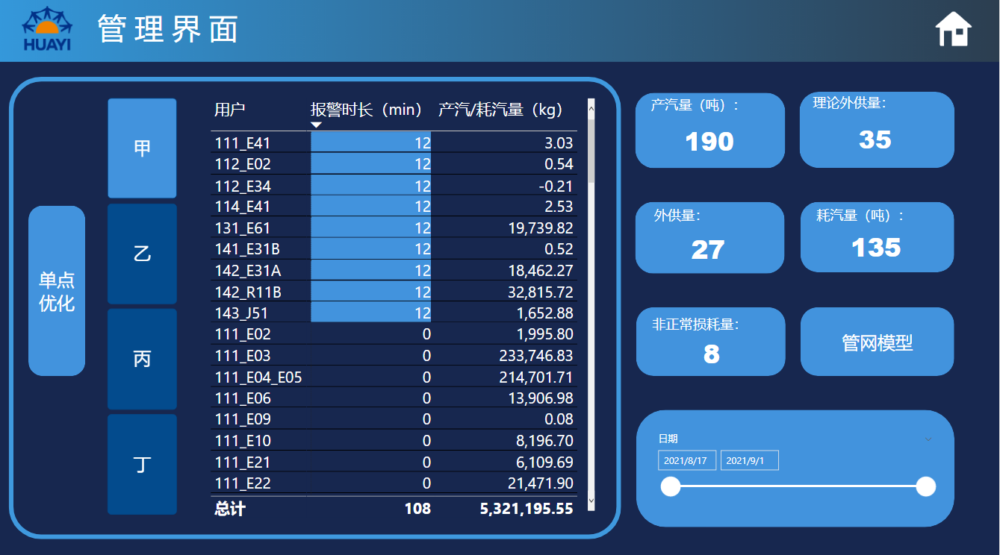 HUAYI
管理界面
单点
优化
甲
乙
丙
丁
用户 报警时长（min） 产汽/耗汽量（kg）
111_E41 12 3.03
112_E02 12 0.54
112_E34 12 -0.21
114_E41 12 2.53
131_E61 12 19,739.82
141_E31B 12 0.52
142_E31A 12 18,462.27
142_R11B 12 32,815.72
143_J51 12 1,652.88
111_E02 0 1,995.80
111_E03 0 233,746.83
111_E04_E05 0 214,701.71
111_E06 0 13,906.98
111_E09 0 0.08
111_E10 0 8,196.70
111_E21 0 6,109.69
111_E22 0 21,471.90
总计 108 5,321,195.55
产汽量（吨）：
190
理论外供量：
35
外供量：
27
耗汽量（吨）：
135
非正常损耗量：
8
管网模型
日期
2021/8/17 2021/9/1